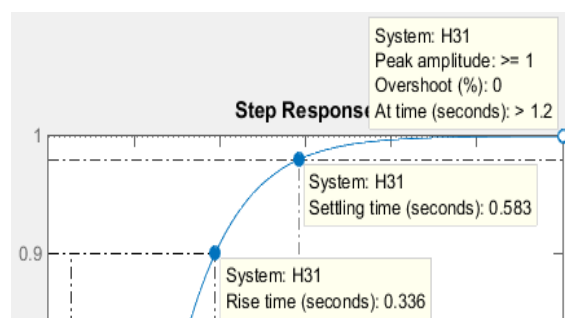 System: H31
Peak amplitude: >= 1
Overshoot (%): 0
At time (seconds): > 1.2
Step Respons
1
System: H31
Settling time (seconds): 0.583
0.9
System: H31
Rise time (seconds): 0.336